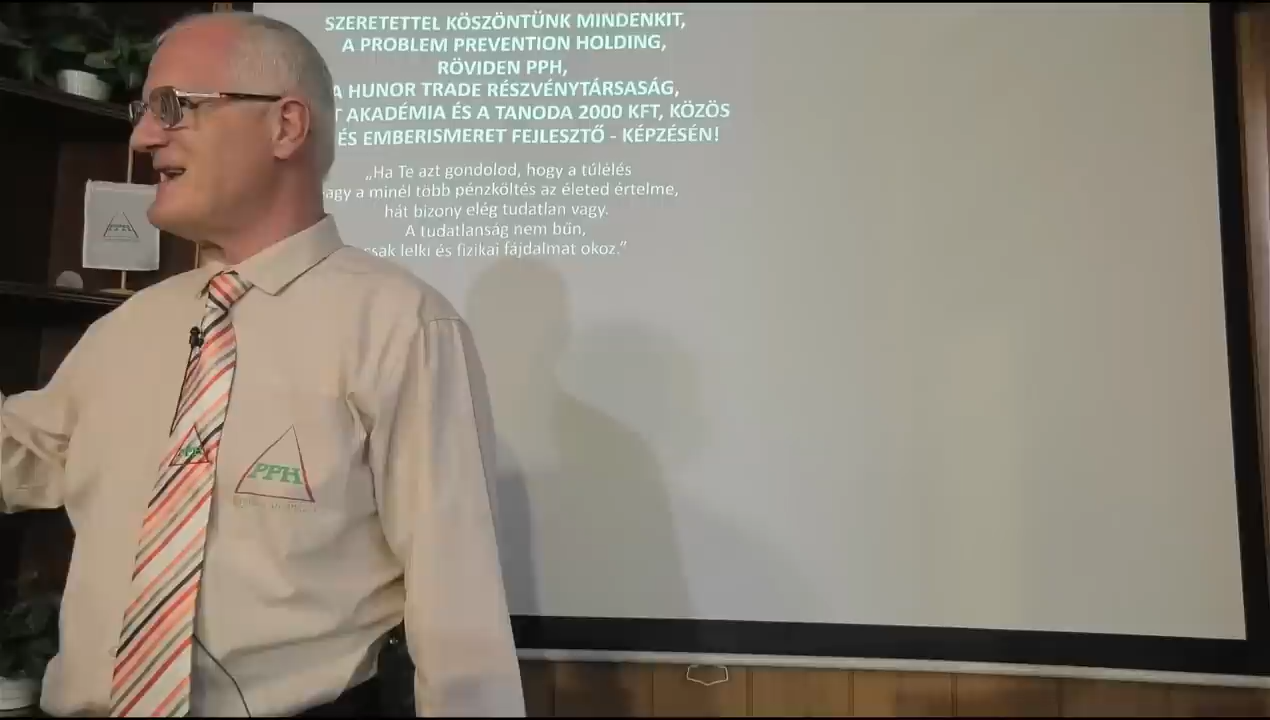 SZERETETTEL KÖSZÖNTÜNK MINDENKIT,
A PROBLEM PREVENTION HOLDING,
RÖVIDEN PPH,
A HUNOR TRADE RÉSZVÉNYTÁRSASÁG,
AKADÉMIA ÉS A TANODA 2000 KFT, KÖZÖS
ÉS EMBERISMERET FEJLESZTŐ - KÉPZÉSÉN!
„Ha Te azt gondolod, hogy a túlélés
a minél több pénzköltés az életed értelme,
hát bizony elég tudatlan vagy.
A tudatlanság nem bűn,
lelki és fizikai fájdalmat okoz.”
PPH
PPH